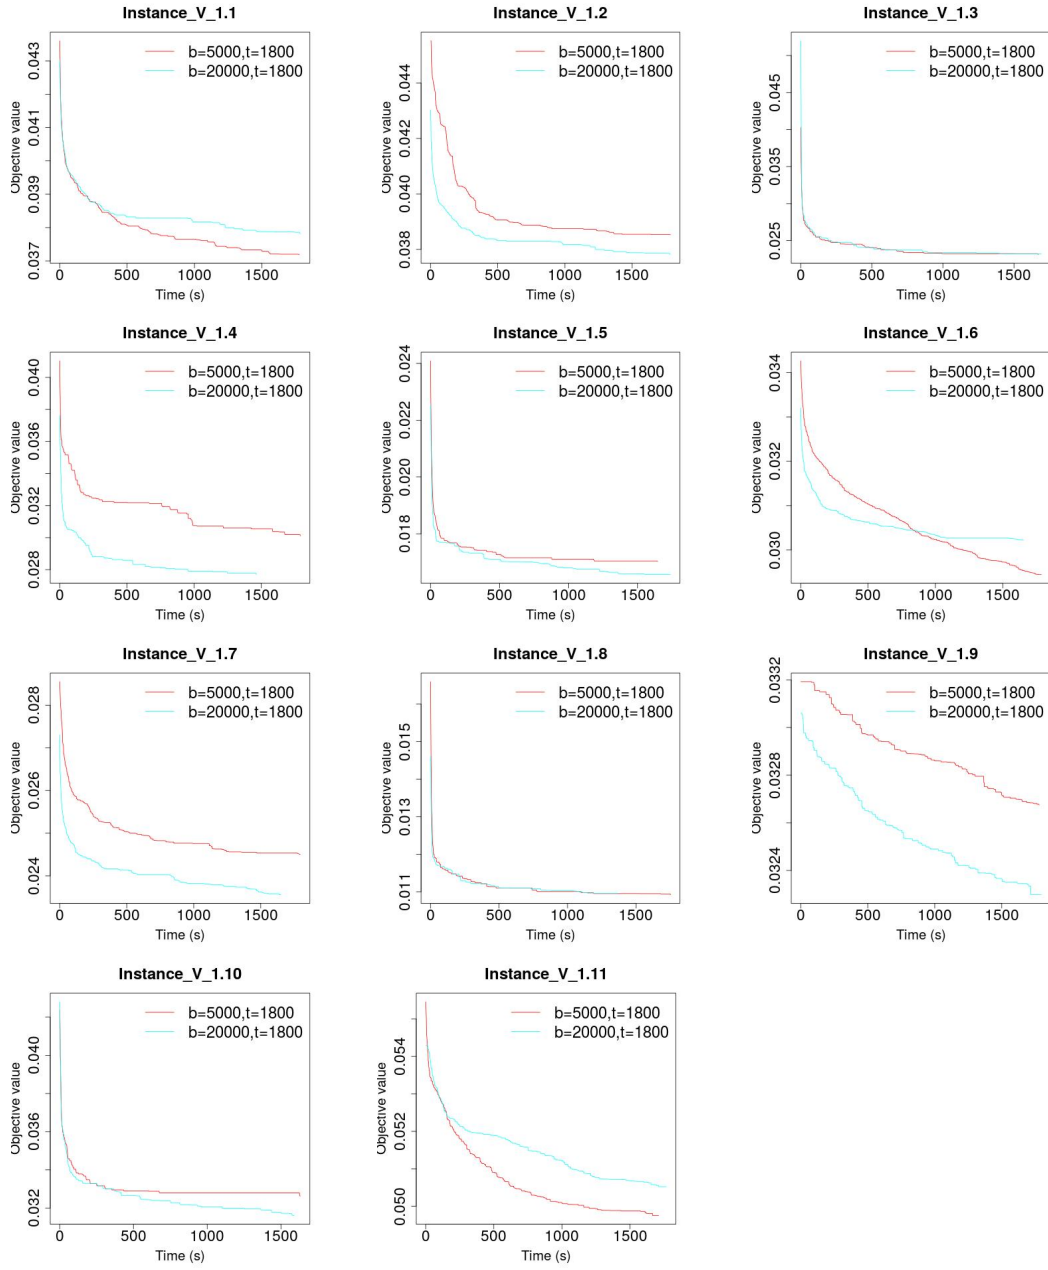 Instance_V_1.1
b=5000,t=1800
b=20000,t=1800
Objective value
0.037 0.039 0.041 0.043
0 500 1000 1500
Time (s)
Instance_V_1.2
b=5000,t=1800
b=20000,t=1800
Objective value
0.038 0.040 0.042 0.044
0 500 1000 1500
Time (s)
Instance_V_1.3
b=5000,t=1800
b=20000,t=1800
Objective value
0.025 0.035 0.045
0 500 1000 1500
Time (s)
Instance_V_1.4
b=5000,t=1800
b=20000,t=1800
Objective value
0.028 0.032 0.036 0.040
0 500 1000 1500
Time (s)
Instance_V_1.5
b=5000,t=1800
b=20000,t=1800
Objective value
0.018 0.020 0.022 0.024
0 500 1000 1500
Time (s)
Instance_V_1.6
b=5000,t=1800
b=20000,t=1800
Objective value
0.030 0.032 0.034
0 500 1000 1500
Time (s)
Instance_V_1.7
b=5000,t=1800
b=20000,t=1800
Objective value
0.024 0.026 0.028
0 500 1000 1500
Time (s)
Instance_V_1.8
b=5000,t=1800
b=20000,t=1800
Objective value
0.011 0.013 0.015
0 500 1000 1500
Time (s)
Instance_V_1.9
b=5000,t=1800
b=20000,t=1800
Objective value
0.0324 0.0328 0.0332
0 500 1000 1500
Time (s)
Instance_V_1.10
b=5000,t=1800
b=20000,t=1800
Objective value
0.032 0.036 0.040
0 500 1000 1500
Time (s)
Instance_V_1.11
b=5000,t=1800
b=20000,t=1800
Objective value
0.050 0.052 0.054
0 500 1000 1500
Time (s)